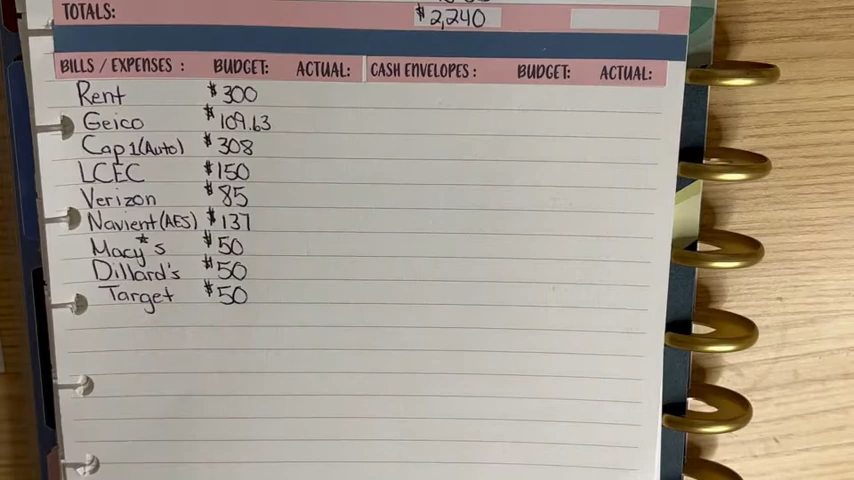 TOTALS: $2,240
BILLS / EXPENSES : BUDGET: ACTUAL: CASH ENVELOPES : BUDGET: ACTUAL:
Rent $300
Geico $109.63
Cap 1 (Auto) $308
LCEC $150
Verizon $85
Navient (AES) $137
Macy*s $50
Dillard's $50
Target $50